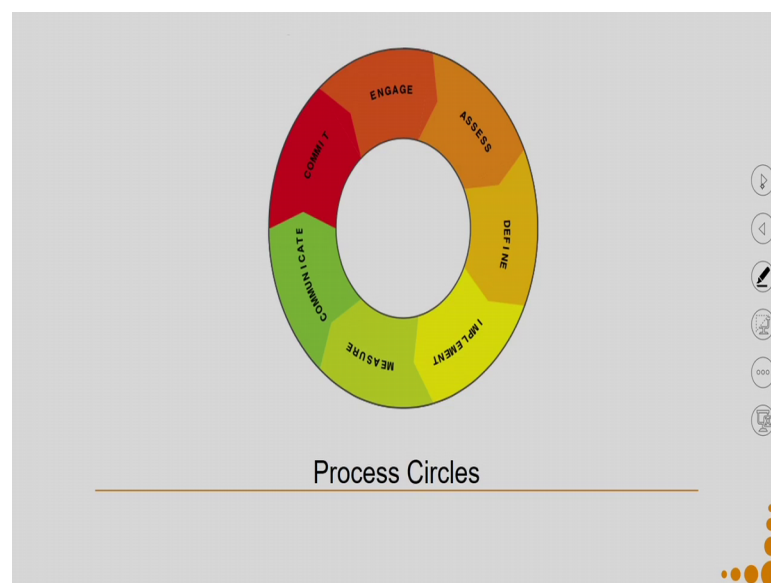 ENGAGE
ASSESS
DEFINE
IMPLEMENT
MEASURE
COMMUNICATE
COMMIT
Process Circles